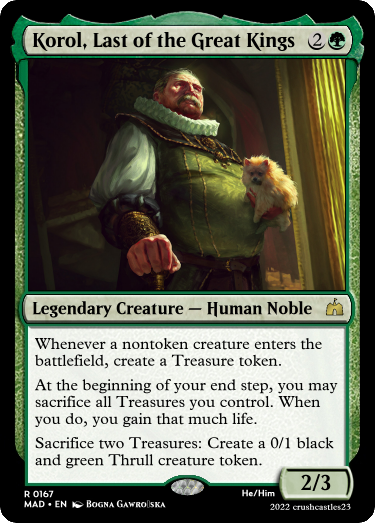 Korol, Last of the Great Kings 2
Legendary Creature — Human Noble
Whenever a nontoken creature enters the
battlefield, create a Treasure token.
At the beginning of your end step, you may
sacrifice all Treasures you control. When
you do, you gain that much life.
Sacrifice two Treasures: Create a 0/1 black
and green Thrull creature token.
2/3
R 0167 He/Him
MAD • EN Bogna Gawrońska 2022 crushcastles23